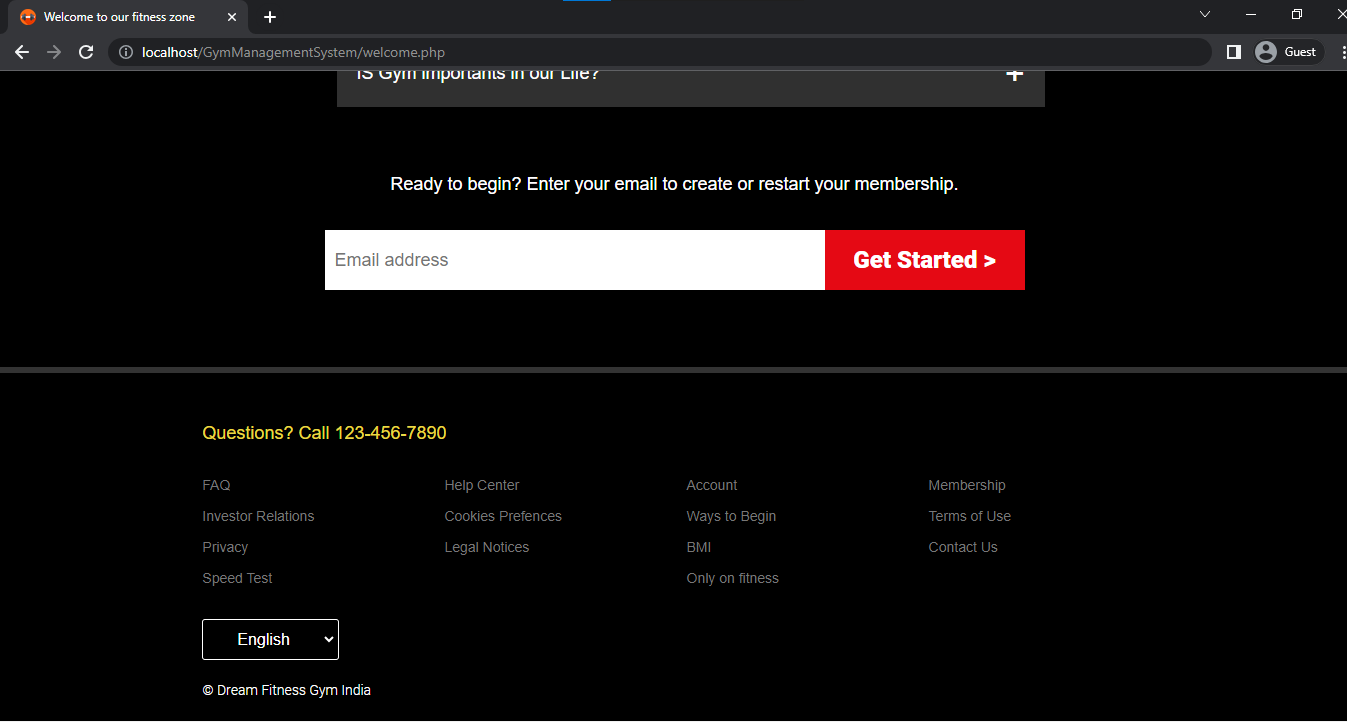 Welcome to our fitness zone
localhost/GymManagementSystem/welcome.php
Guest
IS Gym importants in our Life?
Ready to begin? Enter your email to create or restart your membership.
Email address
Get Started >
Questions? Call 123-456-7890
FAQ
Help Center
Account
Membership
Investor Relations
Cookies Prefences
Ways to Begin
Terms of Use
Privacy
Legal Notices
BMI
Contact Us
Speed Test
Only on fitness
English
© Dream Fitness Gym India